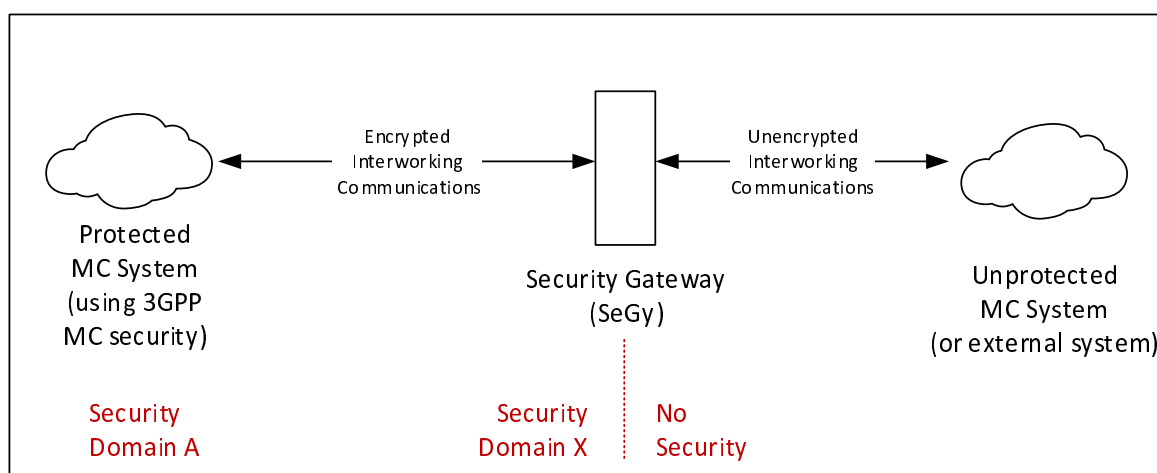 Encrypted
Interworking
Communications
Unencrypted
Interworking
Communications
Protected
MC System
(using 3GPP
MC security)
Security Gateway
(SeGy)
Unprotected
MC System
(or external system)
Security
Domain A
Security
Domain X
No
Security